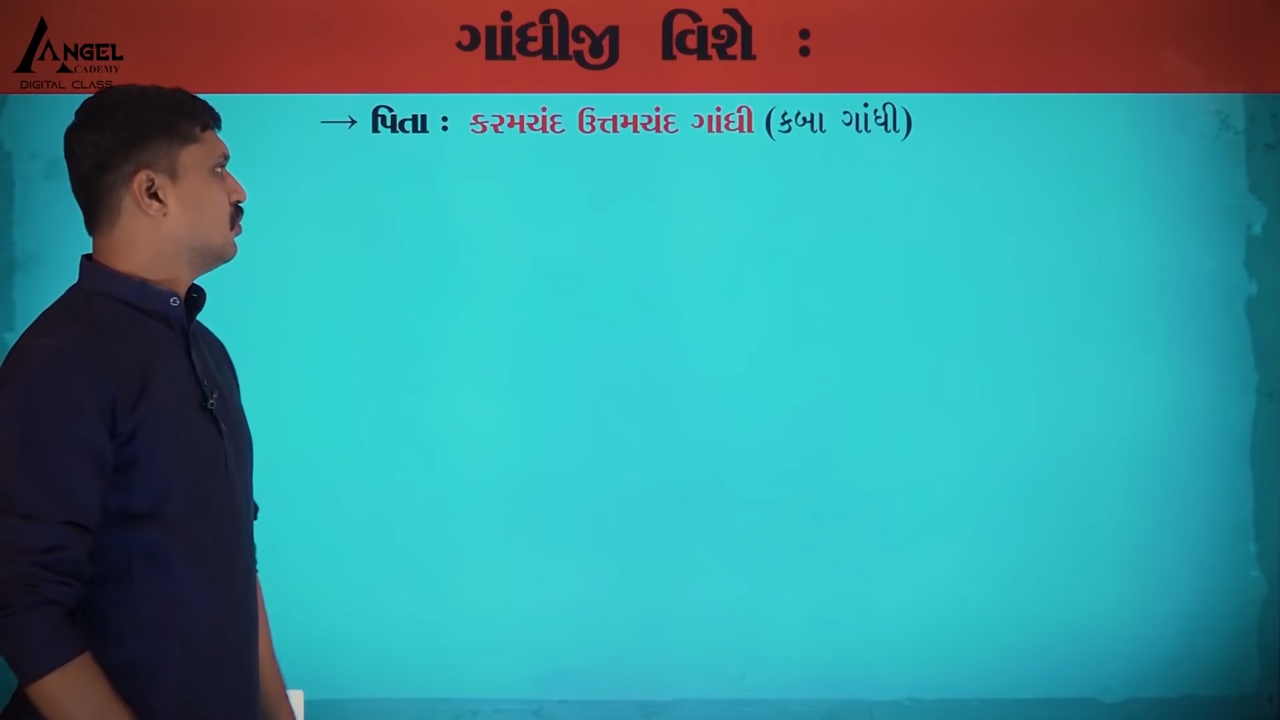 ANGEL
ACADEMY
DIGITAL CLASS
ગાંધીજી વિશે :
→ પિતા : કરમચંદ ઉત્તમચંદ ગાંધી (કબા ગાંધી)